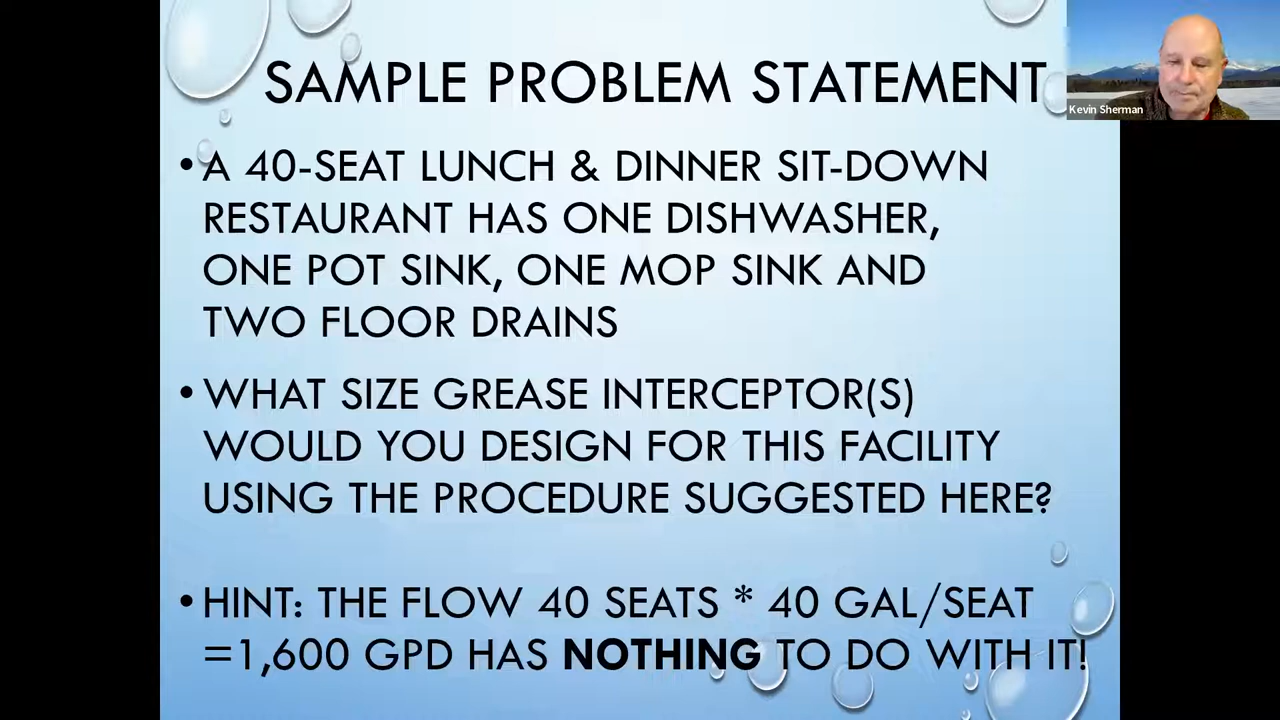 SAMPLE PROBLEM STATEMENT
Kevin Sherman
• A 40-SEAT LUNCH & DINNER SIT-DOWN
RESTAURANT HAS ONE DISHWASHER,
ONE POT SINK, ONE MOP SINK AND
TWO FLOOR DRAINS
• WHAT SIZE GREASE INTERCEPTOR(S)
WOULD YOU DESIGN FOR THIS FACILITY
USING THE PROCEDURE SUGGESTED HERE?
• HINT: THE FLOW 40 SEATS * 40 GAL/SEAT
=1,600 GPD HAS NOTHING TO DO WITH IT!